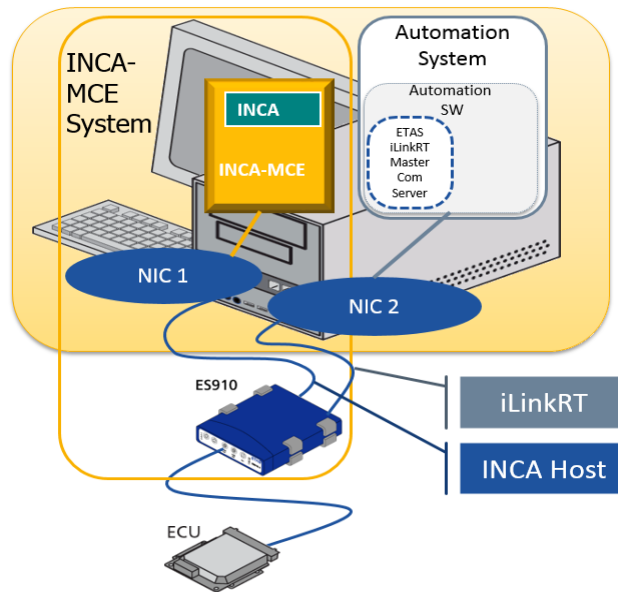 INCA-
MCE
System
INCA
INCA-MCE
Automation
System
Automation
SW
ETAS
iLinkRT
Master
Com
Server
NIC 1
NIC 2
ES910
iLinkRT
INCA Host
ECU